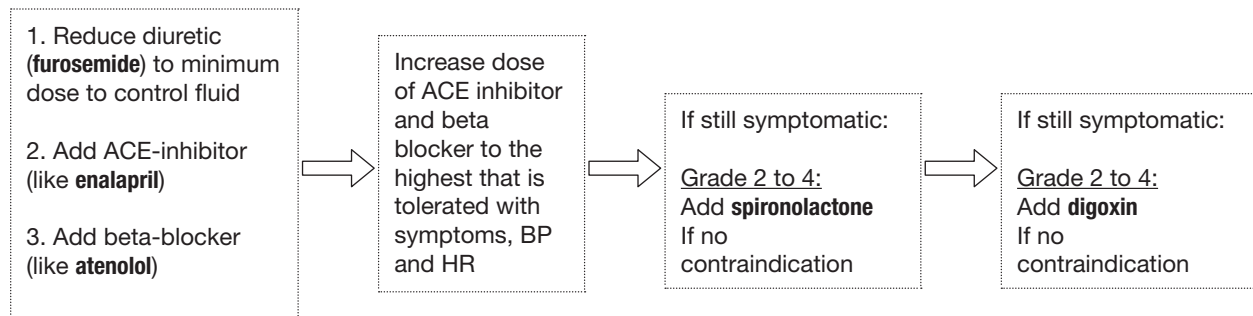 1. Reduce diuretic
(furosemide) to minimum
dose to control fluid
2. Add ACE-inhibitor
(like enalapril)
3. Add beta-blocker
(like atenolol)
Increase dose
of ACE inhibitor
and beta
blocker to the
highest that is
tolerated with
symptoms, BP
and HR
If still symptomatic:
Grade 2 to 4:
Add spironolactone
If no
contraindication
If still symptomatic:
Grade 2 to 4:
Add digoxin
If no
contraindication